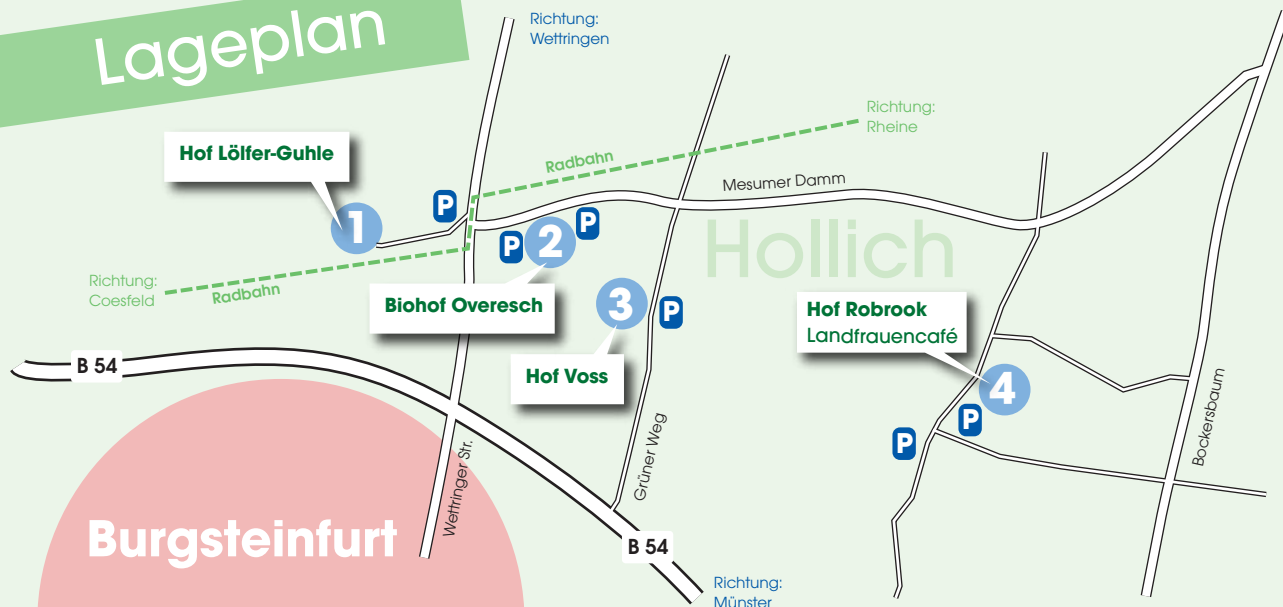 Lageplan
Richtung:
Wettringen
Richtung:
Rheine
Hof Lölfer-Guhle
Radbahn
Mesumer Damm
P
1
P
2
P
Hollich
Richtung:
Coesfeld
Radbahn
Biohof Overesch
3
P
Hof Robrook
Landfrauencafé
B 54
Hof Voss
4
P
P
Bockersbaum
Grüner Weg
Wettringer Str.
Burgsteinfurt
B 54
Richtung:
Münster